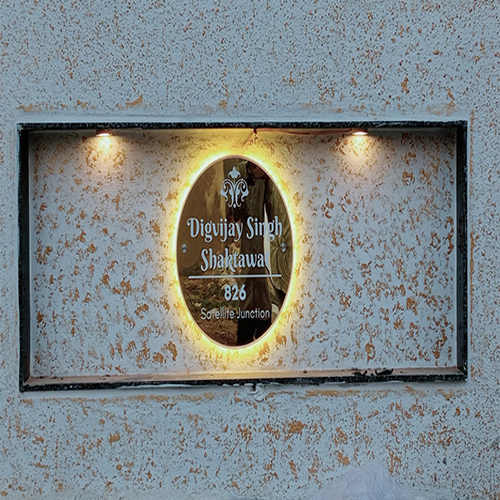 Digvijay Singh
Shaktawat
826
Satellite Junction